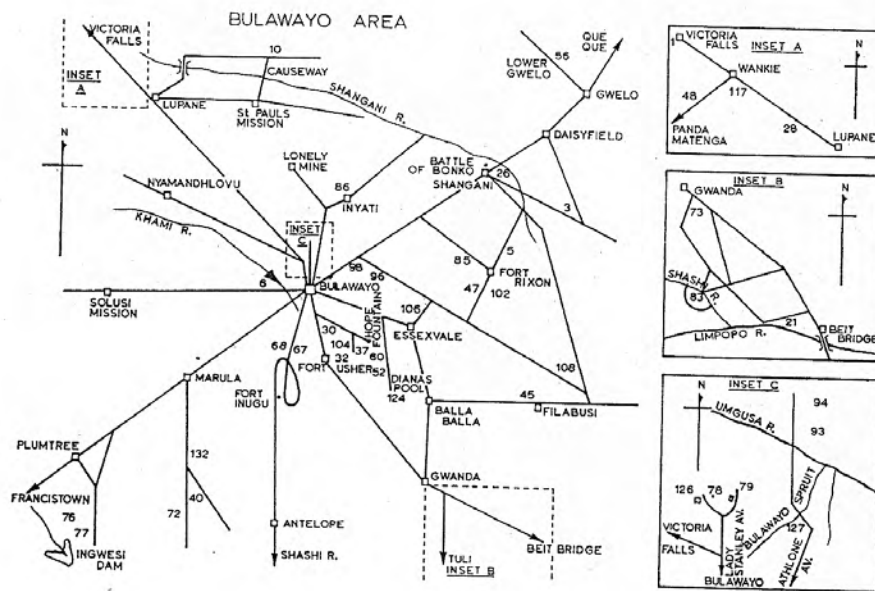 BULAWAYO AREA
VICTORIA
FALLS
INSET
A
10
CAUSEWAY
LUPANE
St PAULS
MISSION
SHANGANI R.
LOWER
GWELO
56
QUE
QUE
GWELO
DAISYFIELD
N
LONELY
MINE
BATTLE
OF BONKO
26
SHANGANI
NYAMANDHLOVU
86
INYATI
3
KHAMI R.
INSET
C
5
85
FORT
RIXON
98
96
47
102
6
BULAWAYO
SOLUSI
MISSION
HOPE
FOUNTAIN
106
ESSEXVALE
30
68
67
104
37
32
FORT
USHER
60
52
DIANAS
POOL
124
108
MARULA
FORT
INUGU
45
BALLA
BALLA
FILABUSI
PLUMTREE
132
GWANDA
FRANCISTOWN
40
76
77
72
ANTELOPE
INGWESI
DAM
SHASHI R.
TULI
INSET B
BEIT BRIDGE
1
VICTORIA
FALLS
INSET A
N
WANKIE
48
117
28
PANDA
MATENGA
LUPANE
INSET B
GWANDA
N
73
SHASHI R.
83
21
LIMPOPO R.
BEIT
BRIDGE
INSET C
N
UMGUSA R.
94
93
126
78
79
BULAWAYO SPRUIT
127
VICTORIA
FALLS
LADY
STANLEY AV.
ATHLONE
AV.
BULAWAYO